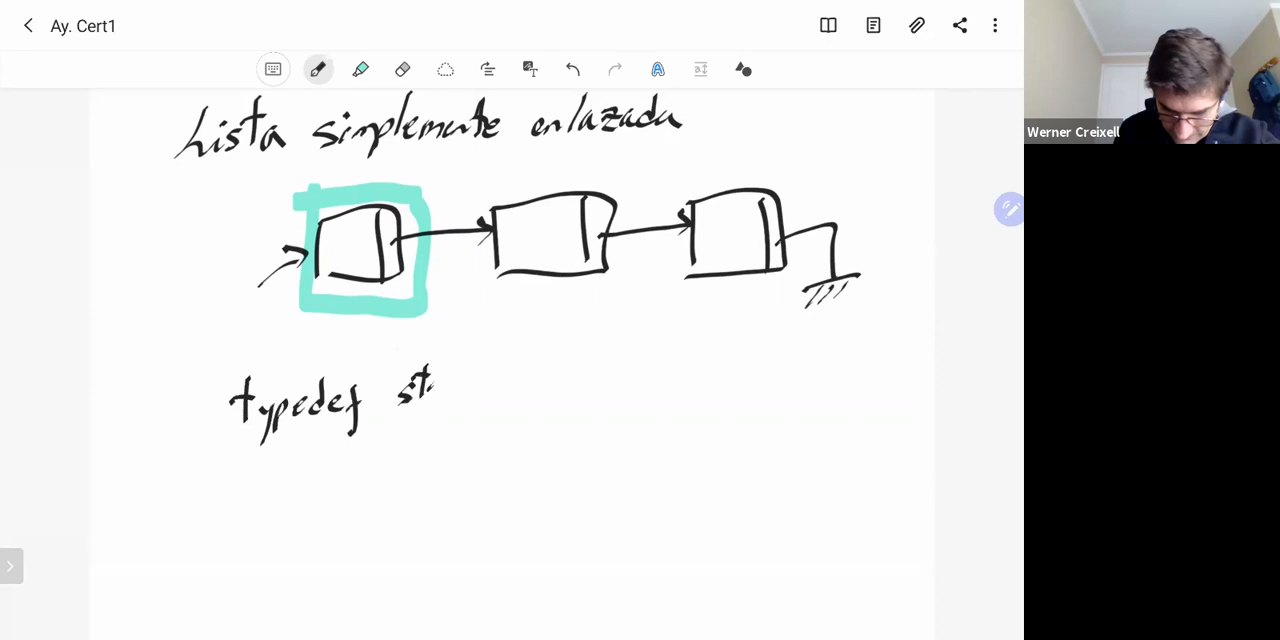 Ay. Cert1
Lista simplemente enlazada
typedef st
Werner Creixell